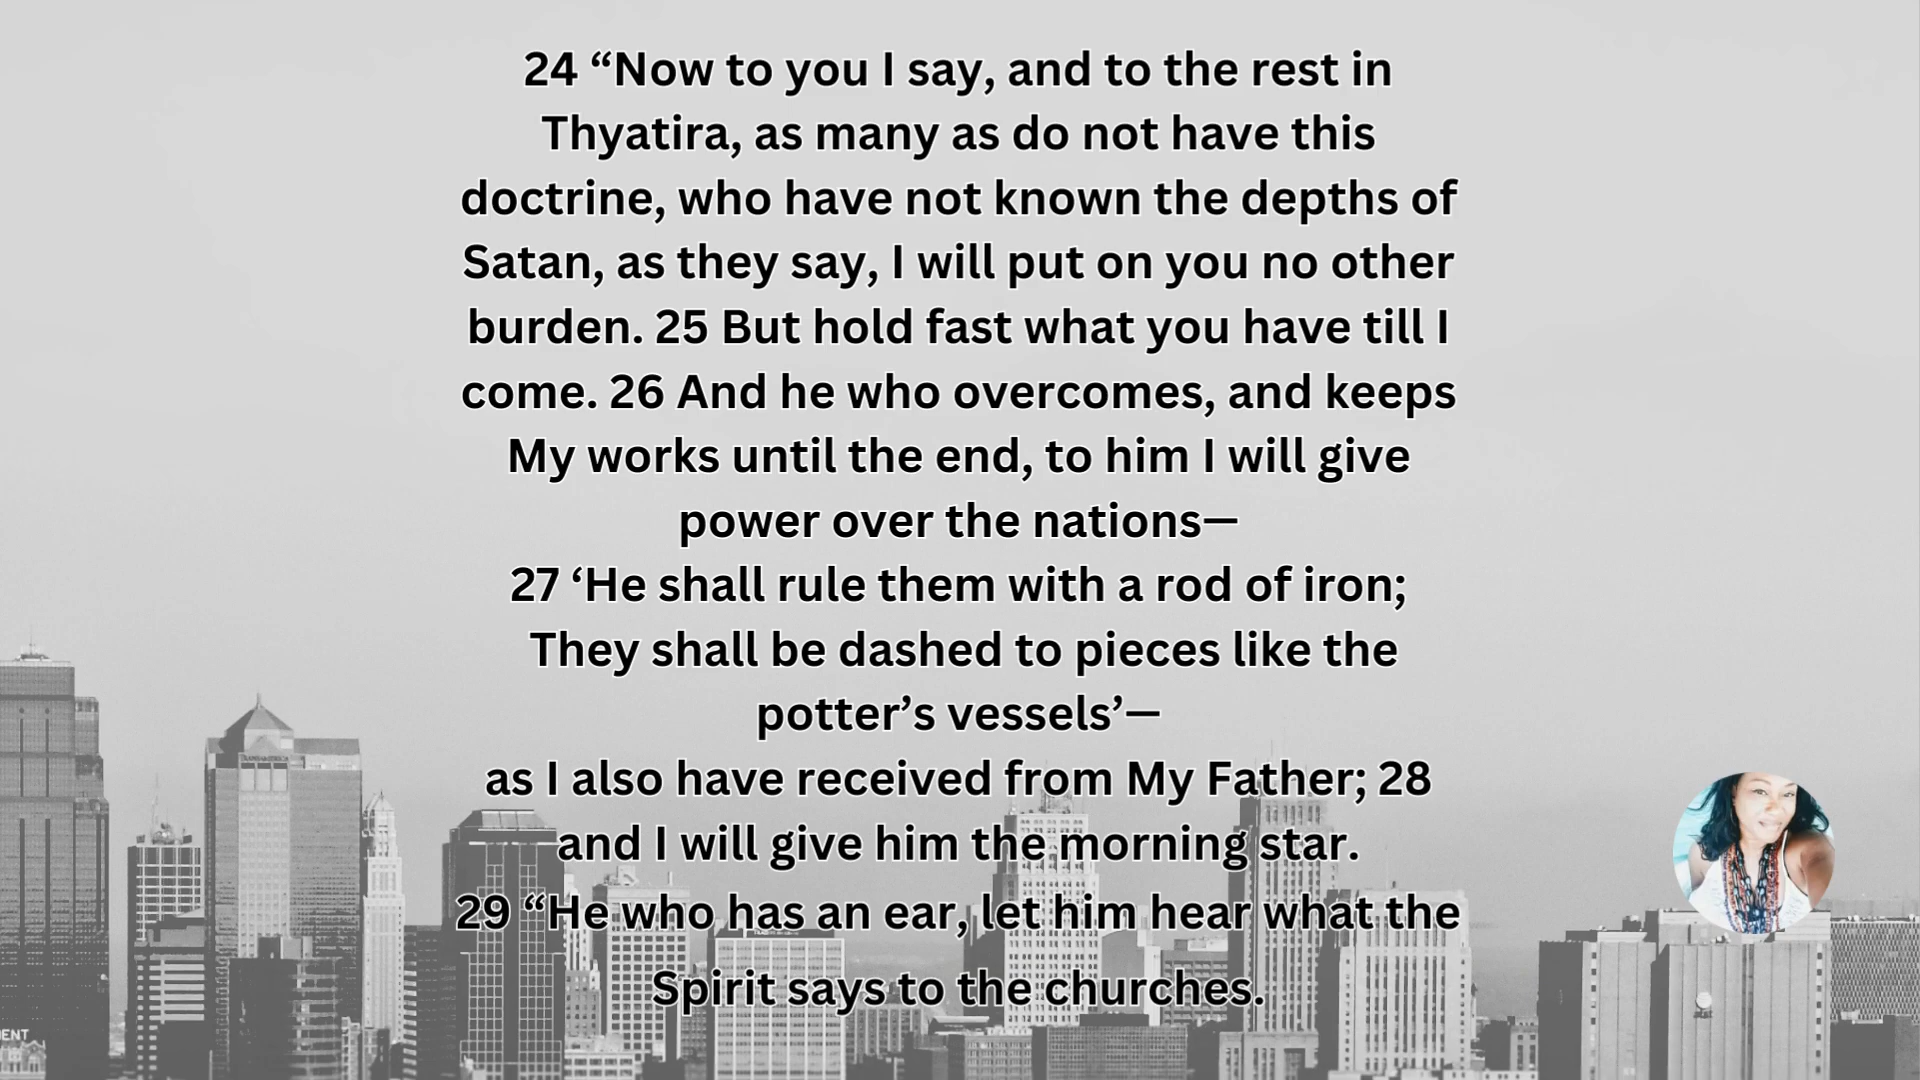 24 “Now to you I say, and to the rest in
Thyatira, as many as do not have this
doctrine, who have not known the depths of
Satan, as they say, I will put on you no other
burden. 25 But hold fast what you have till I
come. 26 And he who overcomes, and keeps
My works until the end, to him I will give
power over the nations—
27 ‘He shall rule them with a rod of iron;
They shall be dashed to pieces like the
potter’s vessels’—
as I also have received from My Father; 28
and I will give him the morning star.
29 “He who has an ear, let him hear what the
Spirit says to the churches.